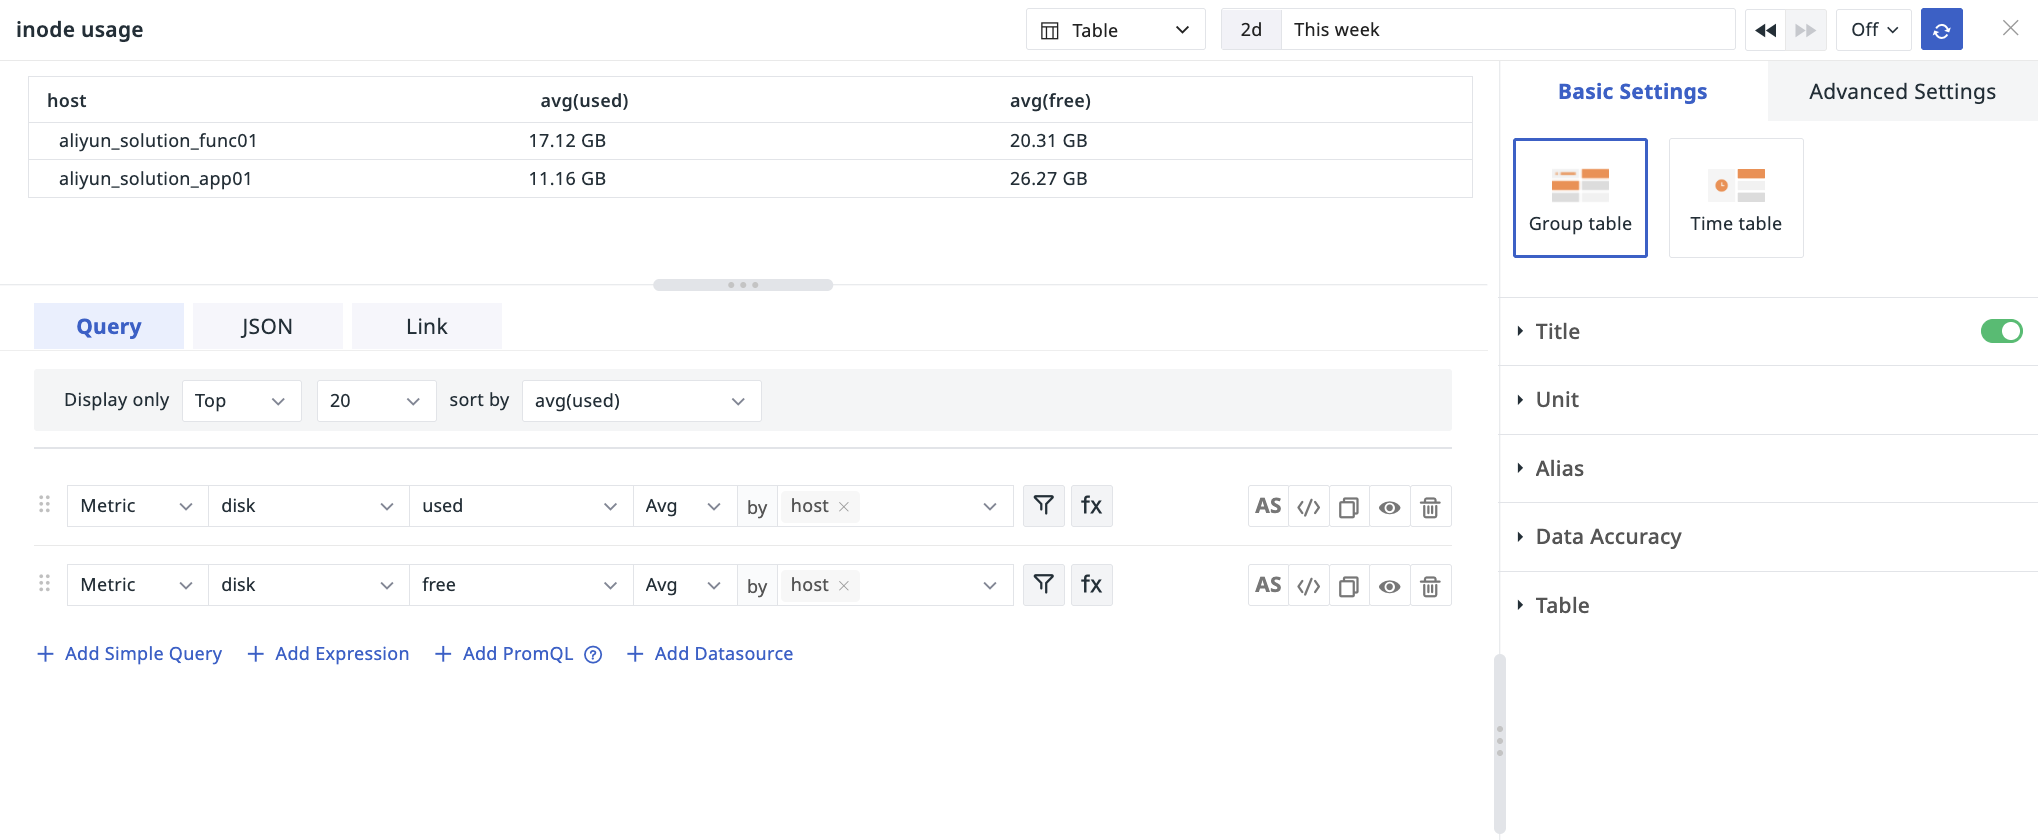 inode usage
Table
2d
This week
Off
host
avg(used)
avg(free)
aliyun_solution_func01
17.12 GB
20.31 GB
aliyun_solution_app01
11.16 GB
26.27 GB
Query
JSON
Link
Display only
Top
20
sort by
avg(used)
Metric
disk
used
Avg
by
host
fx
AS
Metric
disk
free
Avg
by
host
fx
AS
Add Simple Query
Add Expression
Add PromQL
Add Datasource
Basic Settings
Advanced Settings
Group table
Time table
Title
Unit
Alias
Data Accuracy
Table